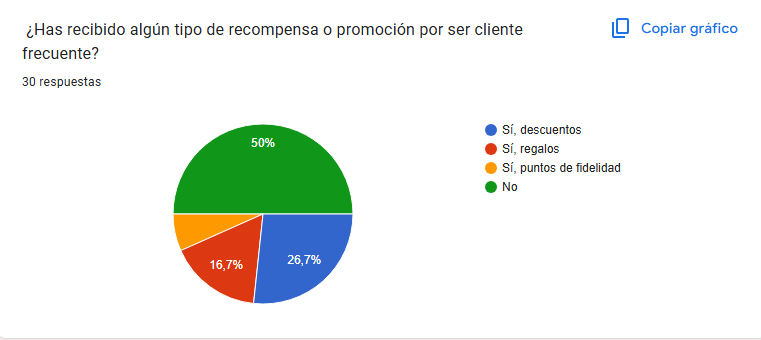 ¿Has recibido algún tipo de recompensa o promoción por ser cliente
frecuente?
Copiar gráfico
30 respuestas
50%
16,7%
26,7%
Sí, descuentos
Sí, regalos
Sí, puntos de fidelidad
No